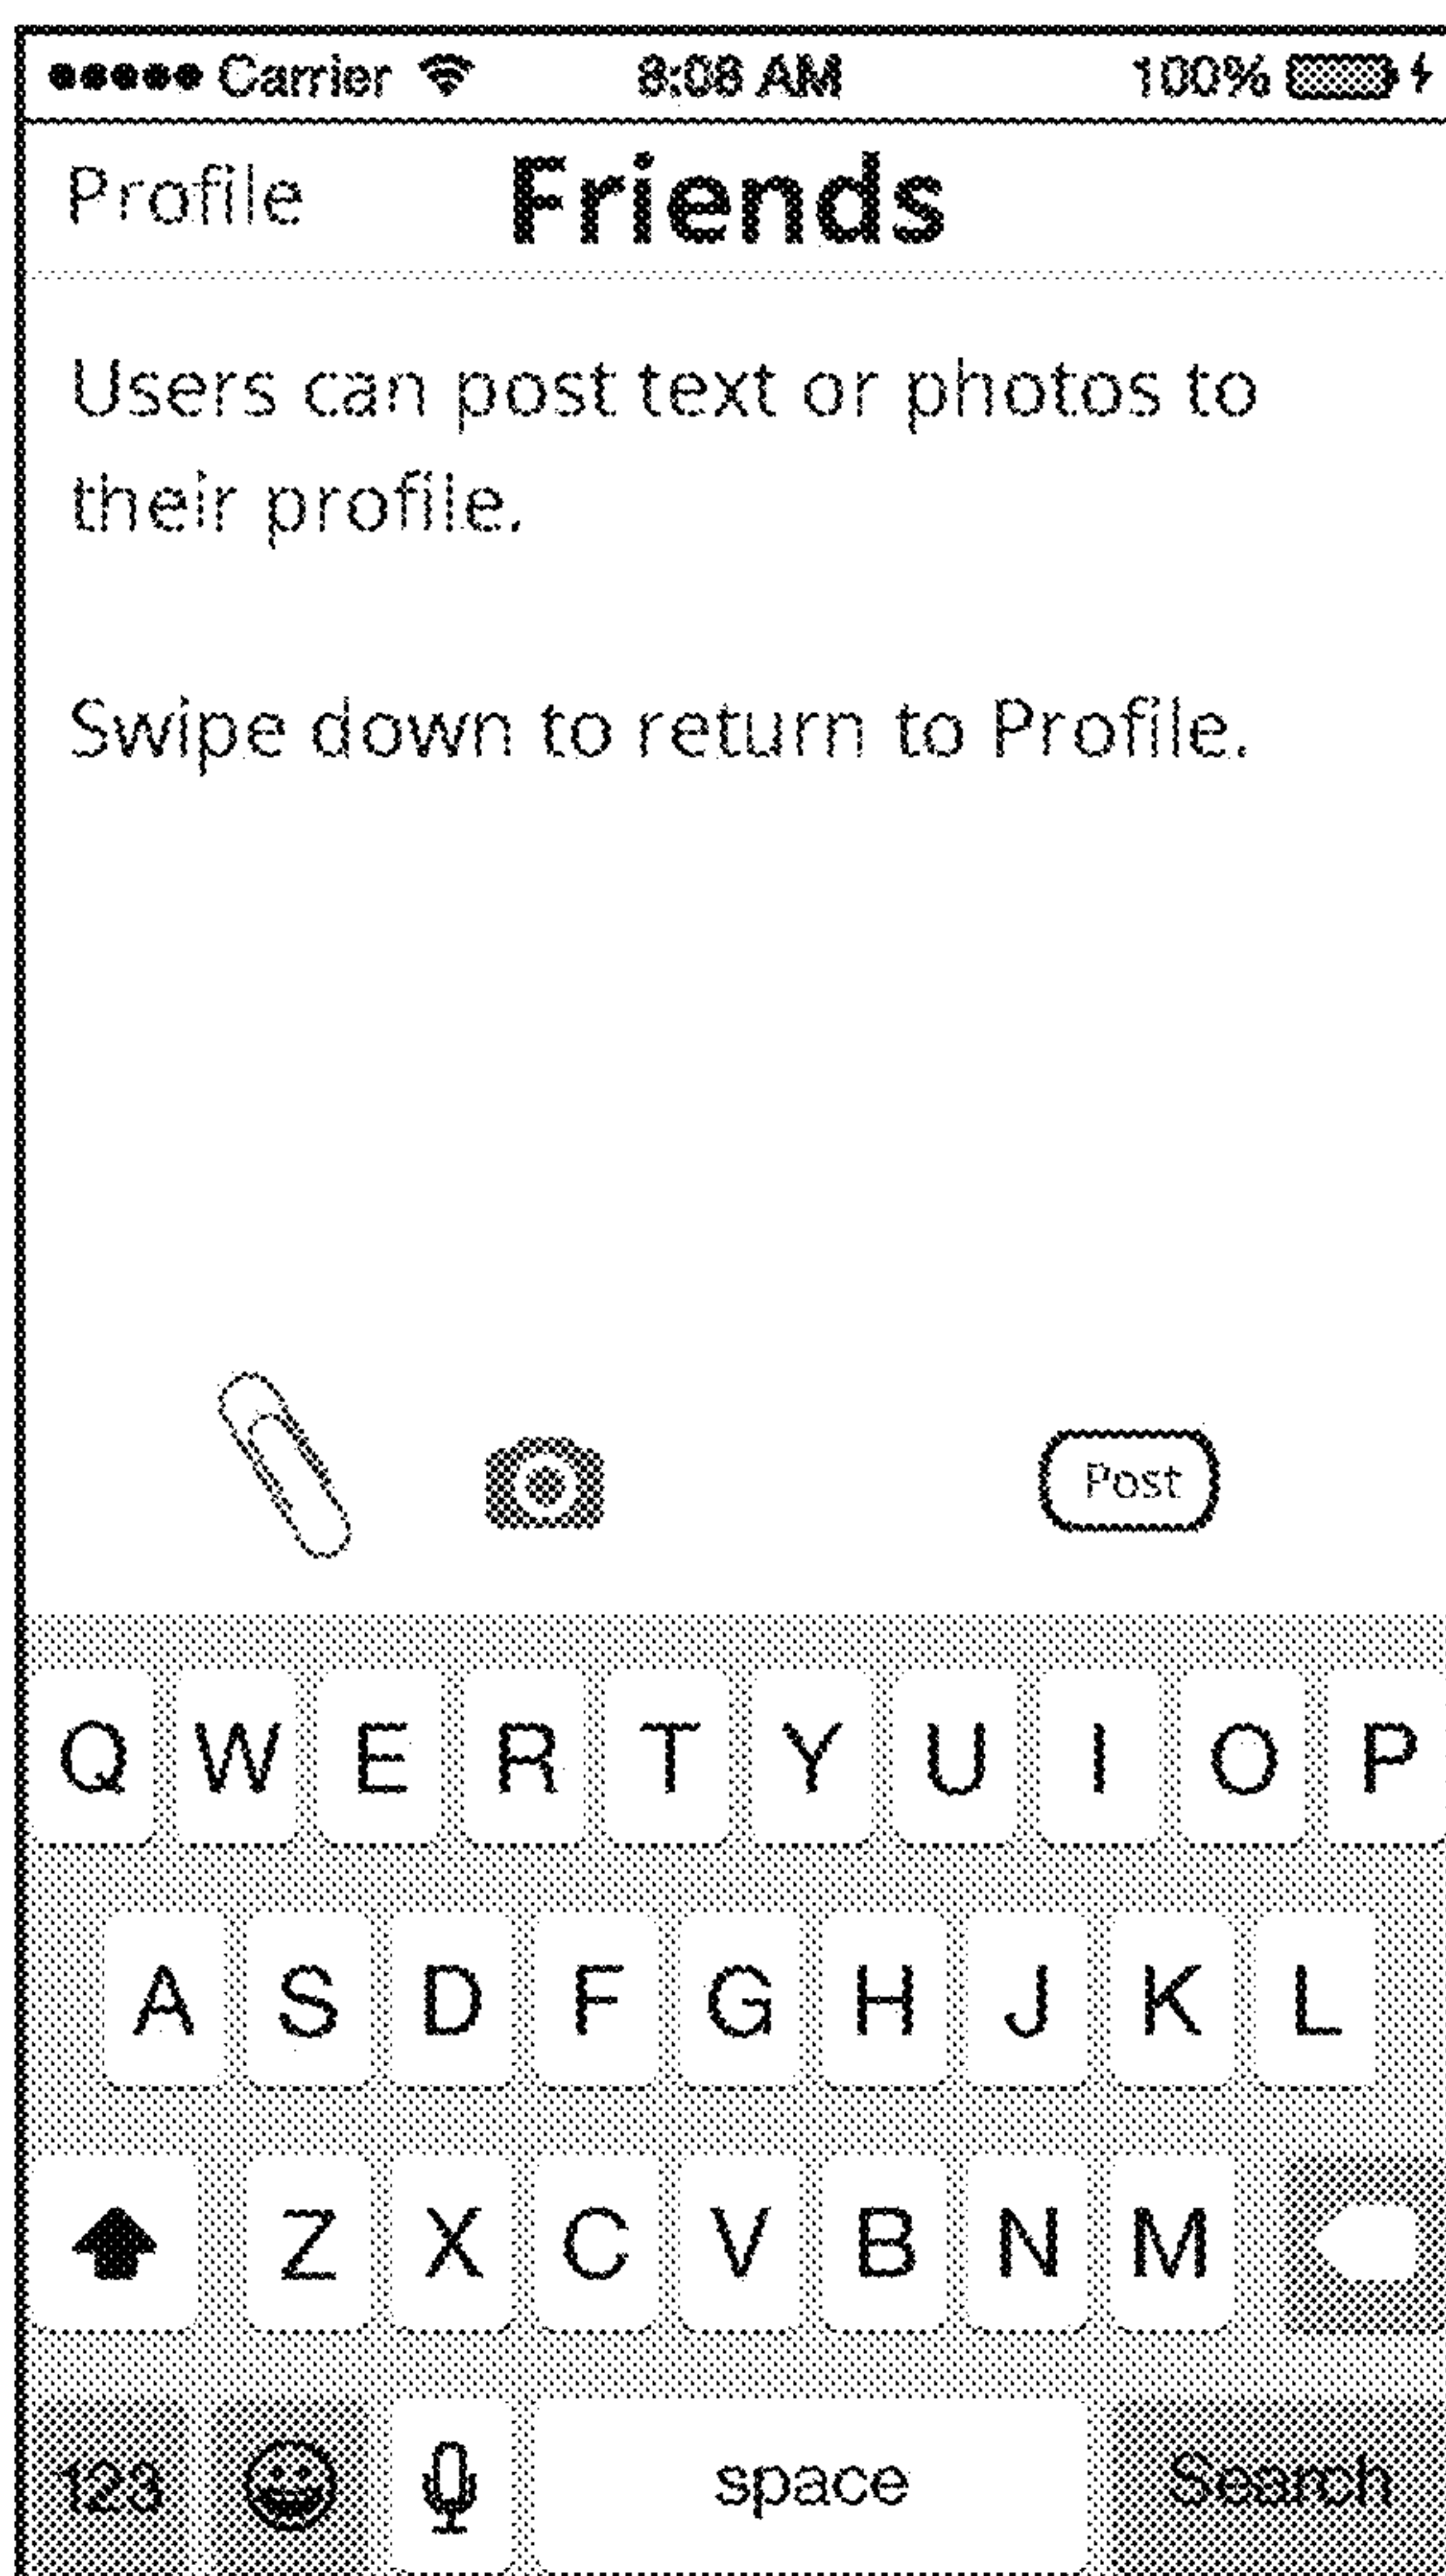 Carrier 8:08 AM 100%
Profile Friends
Users can post text or photos to
their profile.
Swipe down to return to Profile.
Post
Q W E R T Y U I O P
A S D F G H J K L
Z X C V B N M
123 space Search